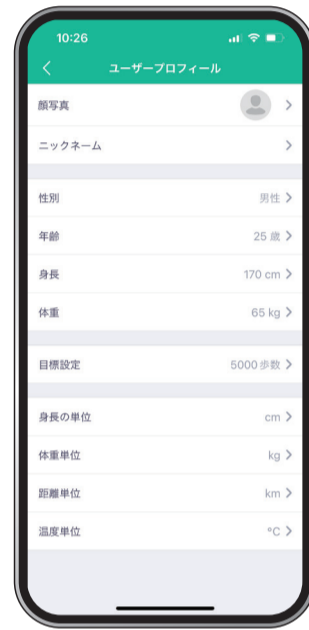 10:26
ユーザープロフィール
顔写真
ニックネーム
性別 男性
年齢 25 歳
身長 170 cm
体重 65 kg
目標設定 5000 歩数
身長の単位 cm
体重単位 kg
距離単位 km
温度単位 °C